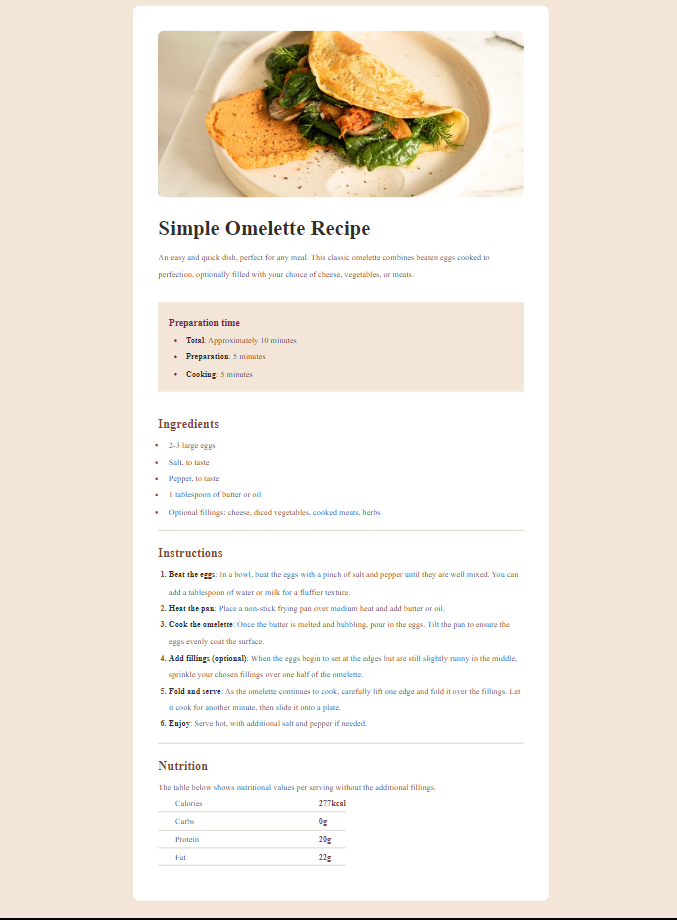 Simple Omelette Recipe
An easy and quick dish, perfect for any meal. This classic omelette combines beaten eggs cooked to
perfection, optionally filled with your choice of cheese, vegetables, or meats.
Preparation time
• Total: Approximately 10 minutes
• Preparation: 5 minutes
• Cooking: 5 minutes
Ingredients
• 2-3 large eggs
• Salt, to taste
• Pepper, to taste
• 1 tablespoon of butter or oil
• Optional fillings: cheese, diced vegetables, cooked meats, herbs
Instructions
1. Beat the eggs: In a bowl, beat the eggs with a pinch of salt and pepper until they are well mixed. You can
add a tablespoon of water or milk for a fluffier texture.
2. Heat the pan: Place a non-stick frying pan over medium heat and add butter or oil.
3. Cook the omelette: Once the butter is melted and bubbling, pour in the eggs. Tilt the pan to ensure the
eggs evenly coat the surface.
4. Add fillings (optional): When the eggs begin to set at the edges but are still slightly runny in the middle,
sprinkle your chosen fillings over one half of the omelette.
5. Fold and serve: As the omelette continues to cook, carefully lift one edge and fold it over the fillings. Let
it cook for another minute, then slide it onto a plate.
6. Enjoy: Serve hot, with additional salt and pepper if needed.
Nutrition
The table below shows nutritional values per serving without the additional fillings.
Calories 277kcal
Carbs 0g
Protein 20g
Fat 22g